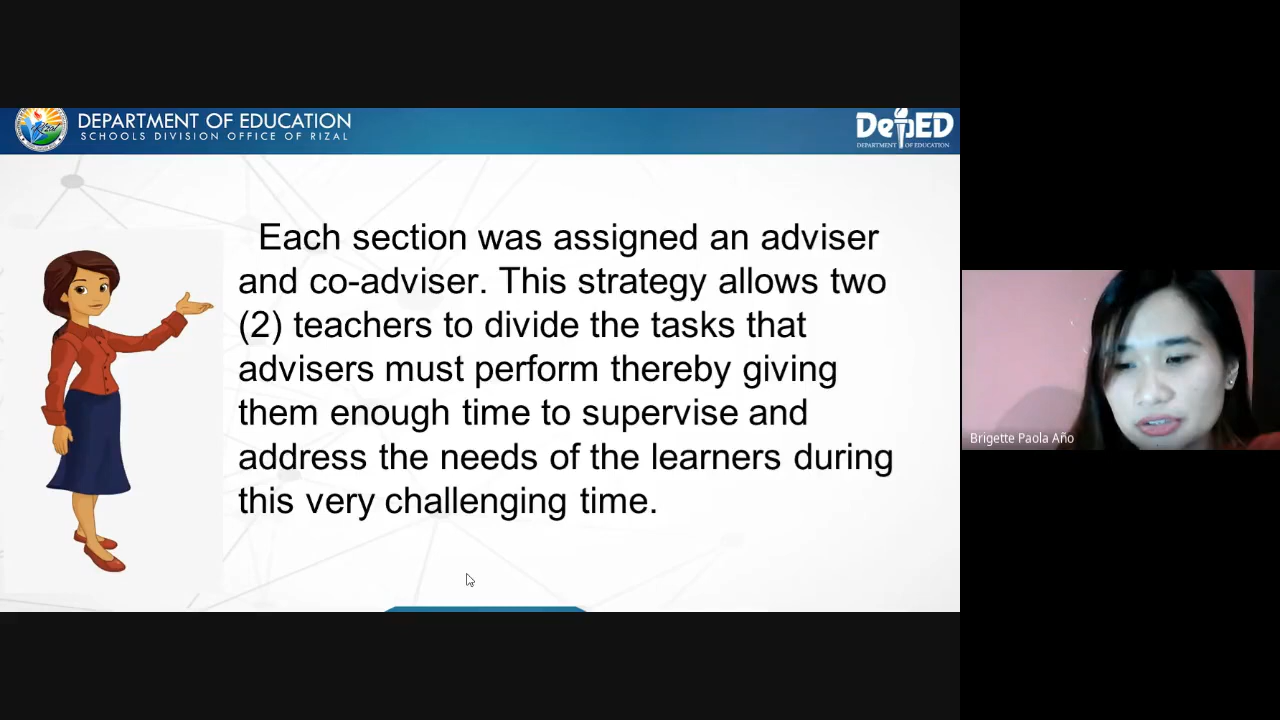 DEPARTMENT OF EDUCATION
SCHOOLS DIVISION OFFICE OF RIZAL
DepED
DEPARTMENT OF EDUCATION
Each section was assigned an adviser
and co-adviser. This strategy allows two
(2) teachers to divide the tasks that
advisers must perform thereby giving
them enough time to supervise and
address the needs of the learners during
this very challenging time.
Brigette Paola Año